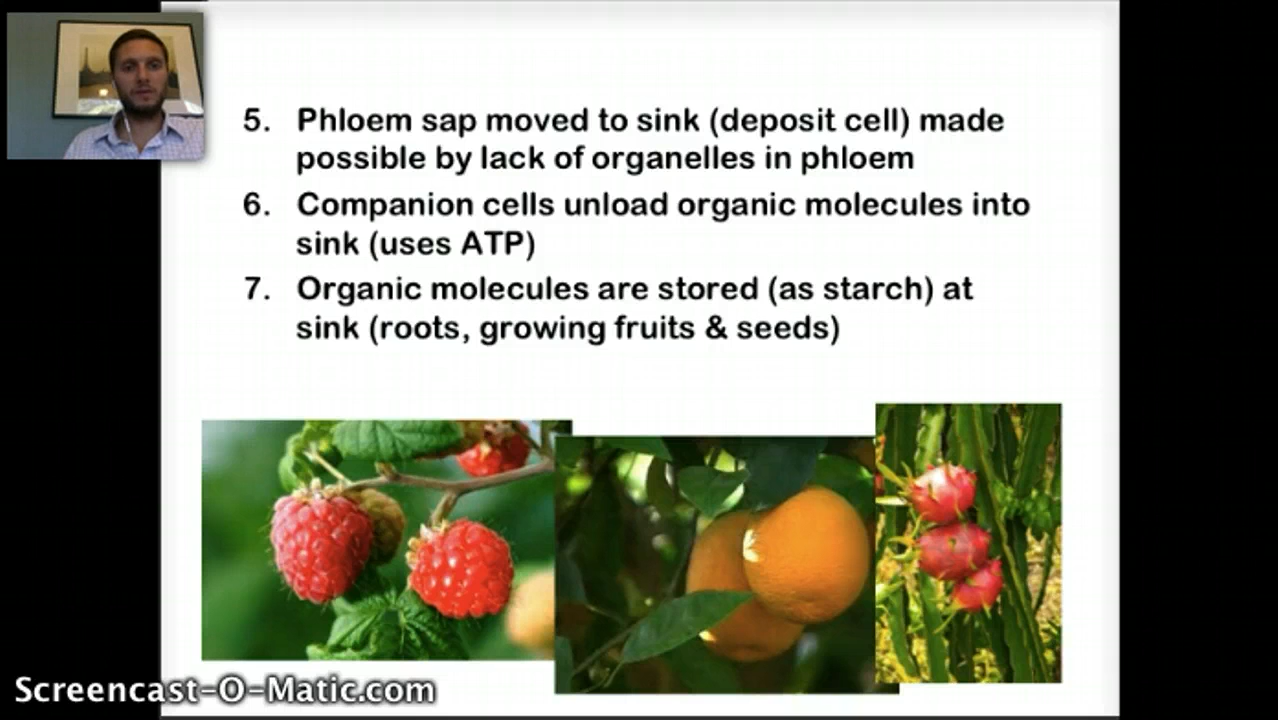 5. Phloem sap moved to sink (deposit cell) made
possible by lack of organelles in phloem
6. Companion cells unload organic molecules into
sink (uses ATP)
7. Organic molecules are stored (as starch) at
sink (roots, growing fruits & seeds)
Screencast-O-Matic.com